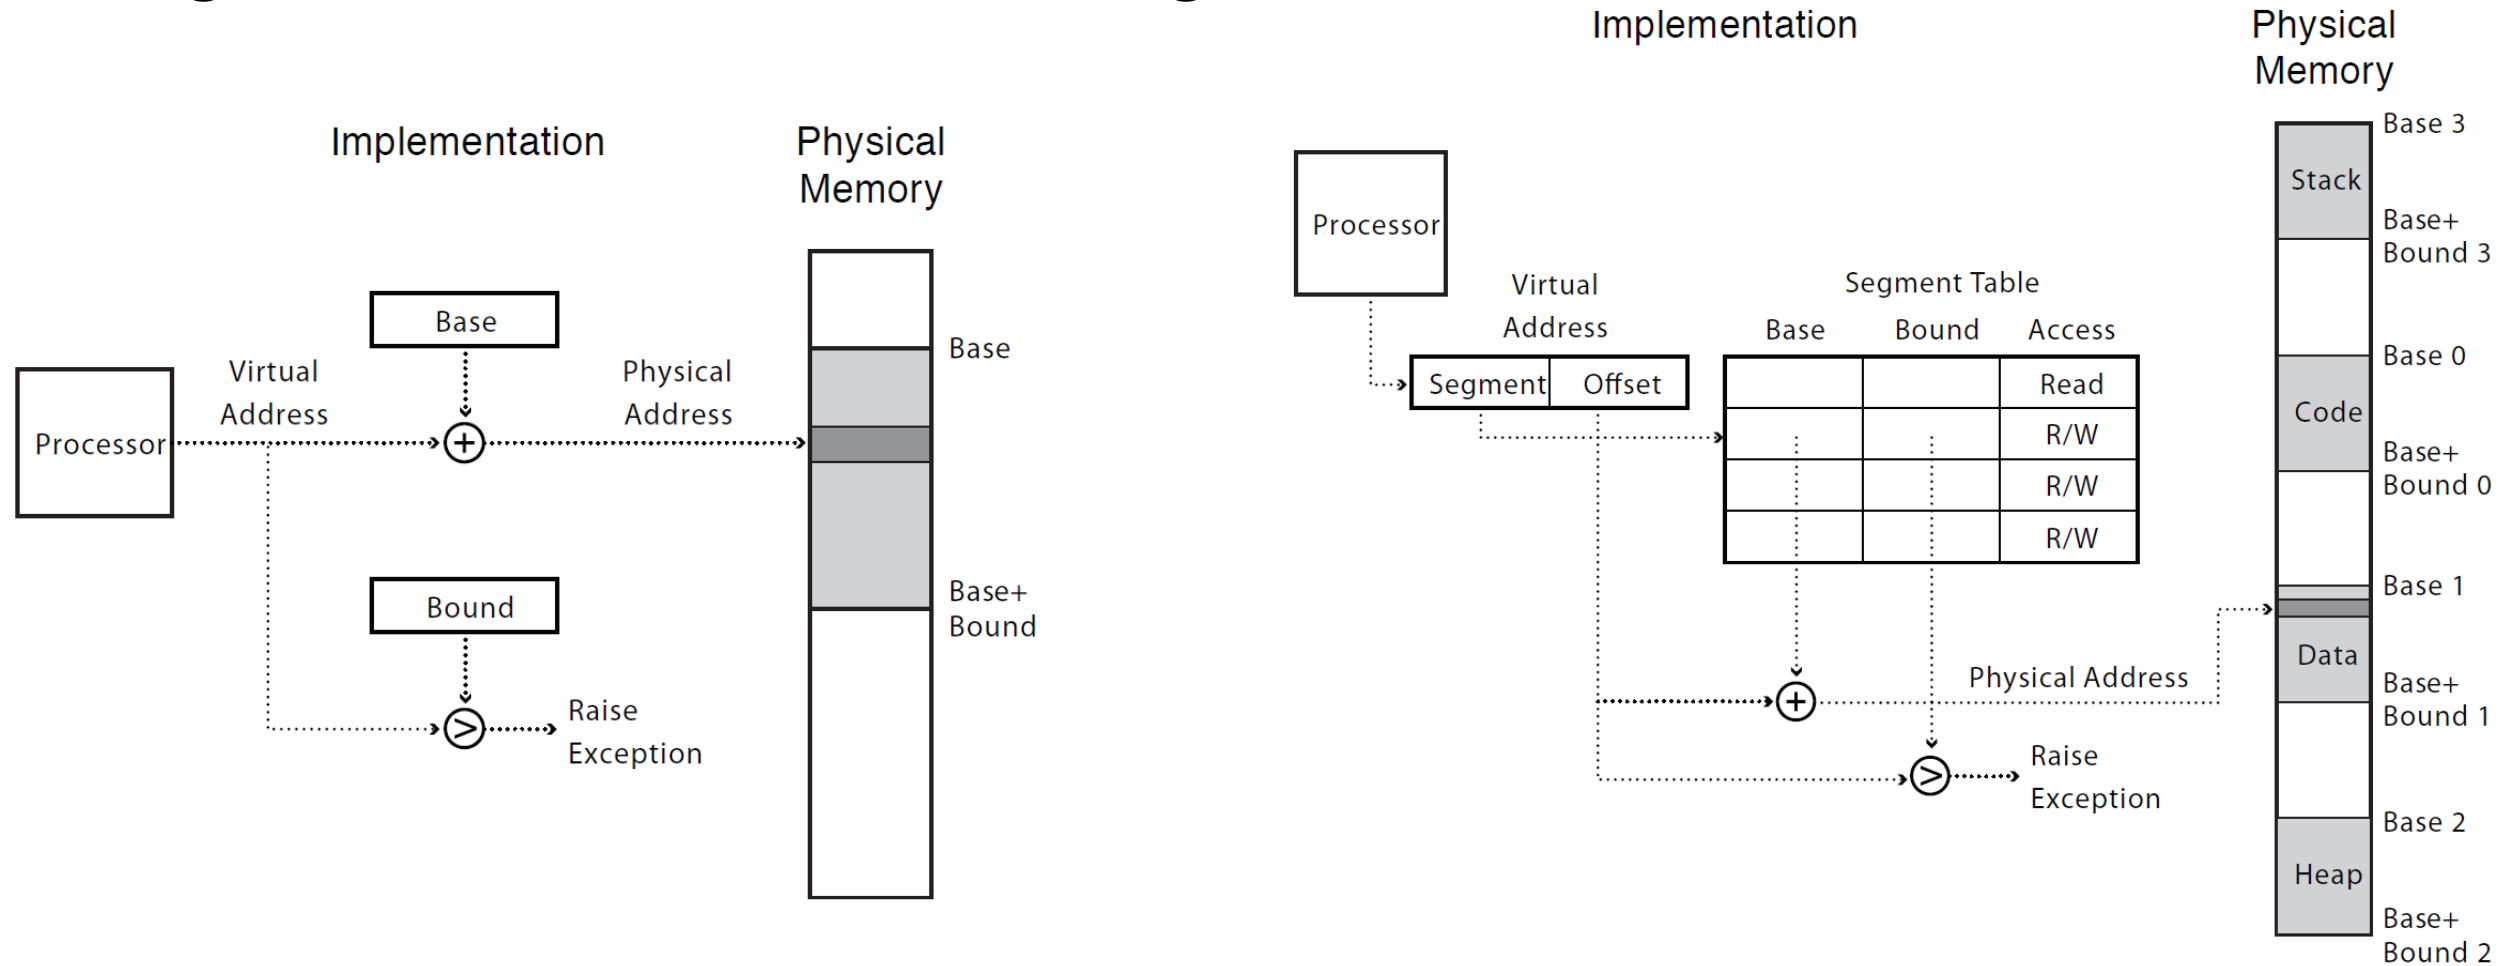 Implementation
Physical
Memory
Processor
Virtual
Address
Base
Physical
Address
Bound
Raise
Exception
Base
Base+
Bound
Implementation
Physical
Memory
Processor
Virtual
Address
Segment Offset
Segment Table
Base Bound Access
Read
R/W
R/W
R/W
Physical Address
Raise
Exception
Base 3
Stack
Base+
Bound 3
Base 0
Code
Base+
Bound 0
Base 1
Data
Base+
Bound 1
Base 2
Heap
Base+
Bound 2